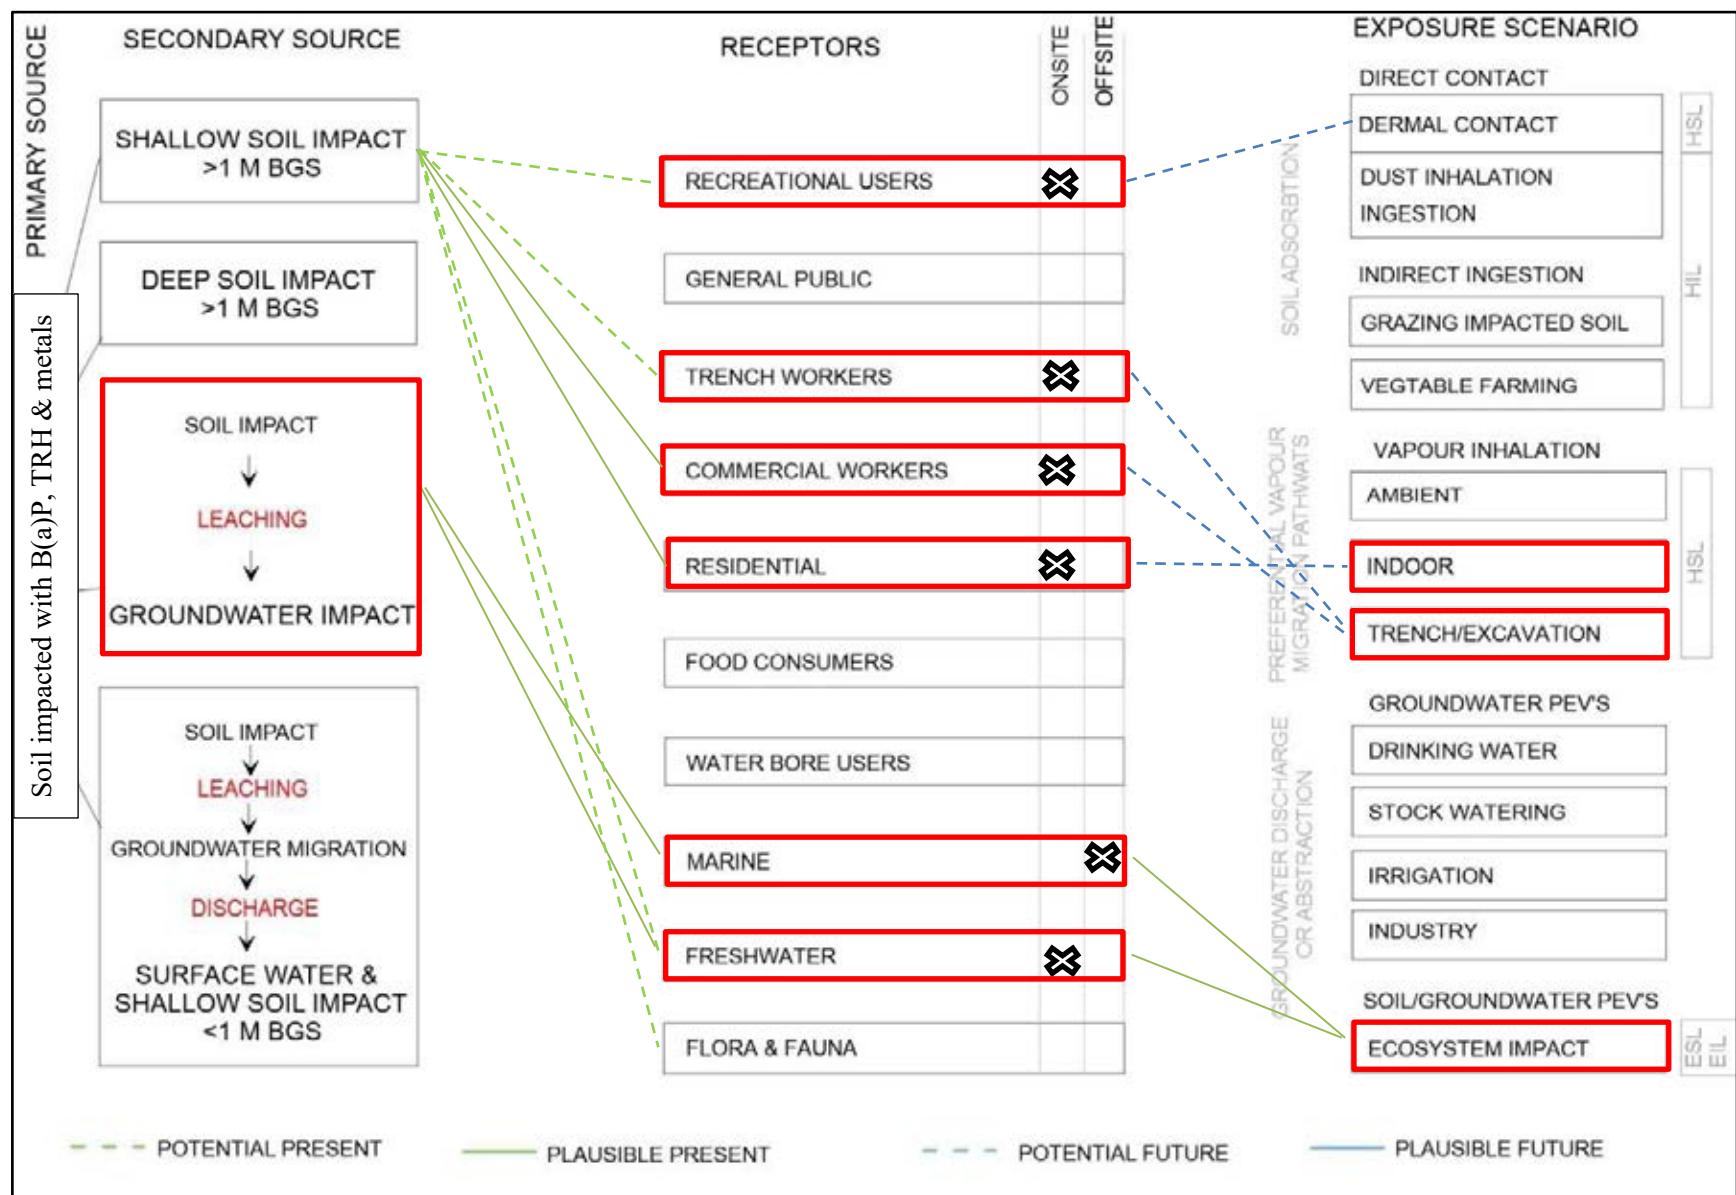 PRIMARY SOURCE
SECONDARY SOURCE
SHALLOW SOIL IMPACT
>1 M BGS
DEEP SOIL IMPACT
>1 M BGS
Soil impacted with B(a)P, TRH & metals
SOIL IMPACT
LEACHING
GROUNDWATER IMPACT
SOIL IMPACT
LEACHING
GROUNDWATER MIGRATION
DISCHARGE
SURFACE WATER &
SHALLOW SOIL IMPACT
<1 M BGS
RECEPTORS
ONSITE
OFFSITE
RECREATIONAL USERS
GENERAL PUBLIC
TRENCH WORKERS
COMMERCIAL WORKERS
RESIDENTIAL
FOOD CONSUMERS
WATER BORE USERS
MARINE
FRESHWATER
FLORA & FAUNA
SOIL ADSORBTION
PREFERENTIAL VAPOUR
MIGRATION PATHWATS
GROUNDWATER DISCHARGE
OR ABSTRACTION
EXPOSURE SCENARIO
DIRECT CONTACT
DERMAL CONTACT
DUST INHALATION
INGESTION
INDIRECT INGESTION
GRAZING IMPACTED SOIL
VEGTABLE FARMING
VAPOUR INHALATION
AMBIENT
INDOOR
TRENCH/EXCAVATION
GROUNDWATER PEV'S
DRINKING WATER
STOCK WATERING
IRRIGATION
INDUSTRY
SOIL/GROUNDWATER PEV'S
ECOSYSTEM IMPACT
HSL
HIL
HSL
ESL
EIL
POTENTIAL PRESENT
PLAUSIBLE PRESENT
POTENTIAL FUTURE
PLAUSIBLE FUTURE